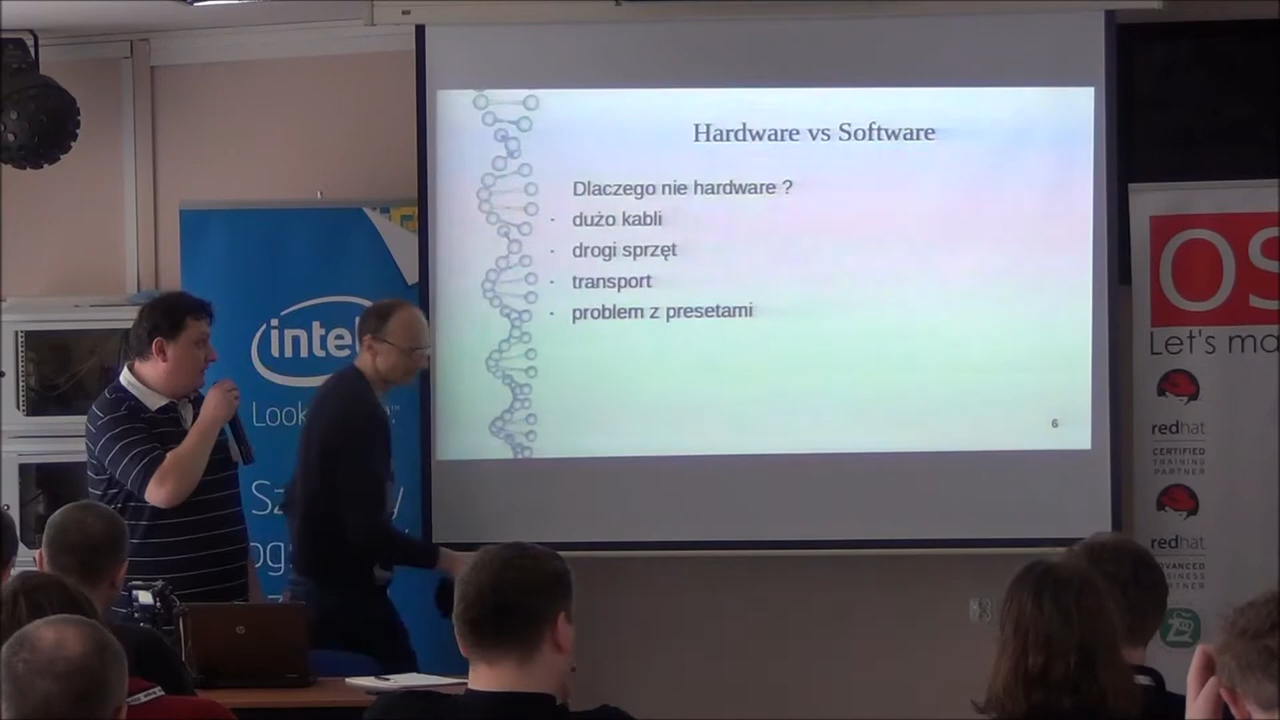 Hardware vs Software
Dlaczego nie hardware ?
· dużo kabli
· drogi sprzęt
· transport
· problem z presetami
6
intel
Look
OS
Let's ma
redhat
CERTIFIED
TRAINING
PARTNER
redhat
hp